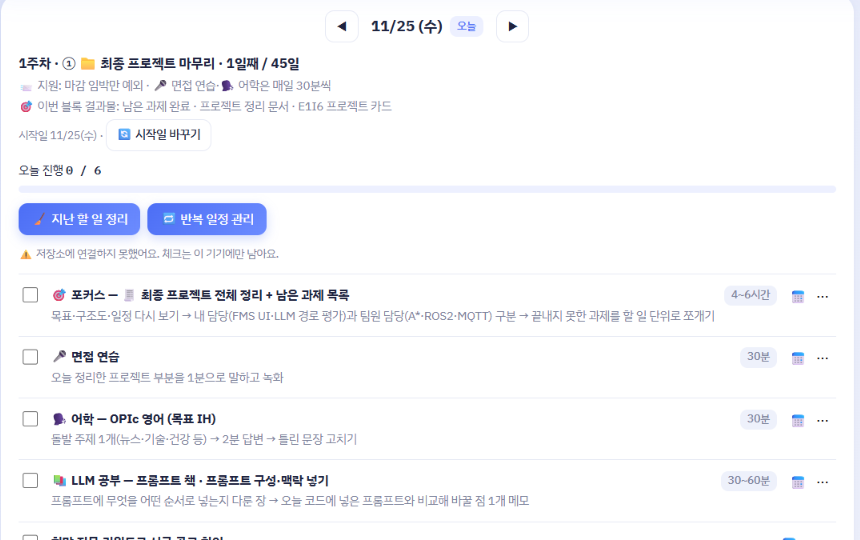 ◀ 11/25 (수) 오늘 ▶
1주차 · ① 📁 최종 프로젝트 마무리 · 1일째 / 45일
📨 지원: 마감 임박만 예외 · 🎤 면접 연습· 🗣 어학은 매일 30분씩
🎯 이번 블록 결과물: 남은 과제 완료 · 프로젝트 정리 문서 · E1I6 프로젝트 카드
시작일 11/25(수) · 🔃 시작일 바꾸기
오늘 진행 0 / 6
🧹 지난 할 일 정리 🔁 반복 일정 관리
⚠ 저장소에 연결하지 못했어요. 체크는 이 기기에만 남아요.
🎯 포커스 — 🧾 최종 프로젝트 전체 정리 + 남은 과제 목록 4~6시간 ...
목표·구조도·일정 다시 보기 → 내 담당(FMS UI·LLM 경로 평가)과 팀원 담당(A*·ROS2·MQTT) 구분 → 끝내지 못한 과제를 할 일 단위로 쪼개기
🎤 면접 연습 30분 ...
오늘 정리한 프로젝트 부분을 1분으로 말하고 녹화
🗣 어학 — OPIc 영어 (목표 IH) 30분 ...
돌발 주제 1개(뉴스·기술·건강 등) → 2분 답변 → 틀린 문장 고치기
📚 LLM 공부 — 프롬프트 책 · 프롬프트 구성·맥락 넣기 30~60분 ...
프롬프트에 무엇을 어떤 순서로 넣는지 다룬 장 → 오늘 코드에 넣은 프롬프트와 비교해 바꿀 점 1개 메모